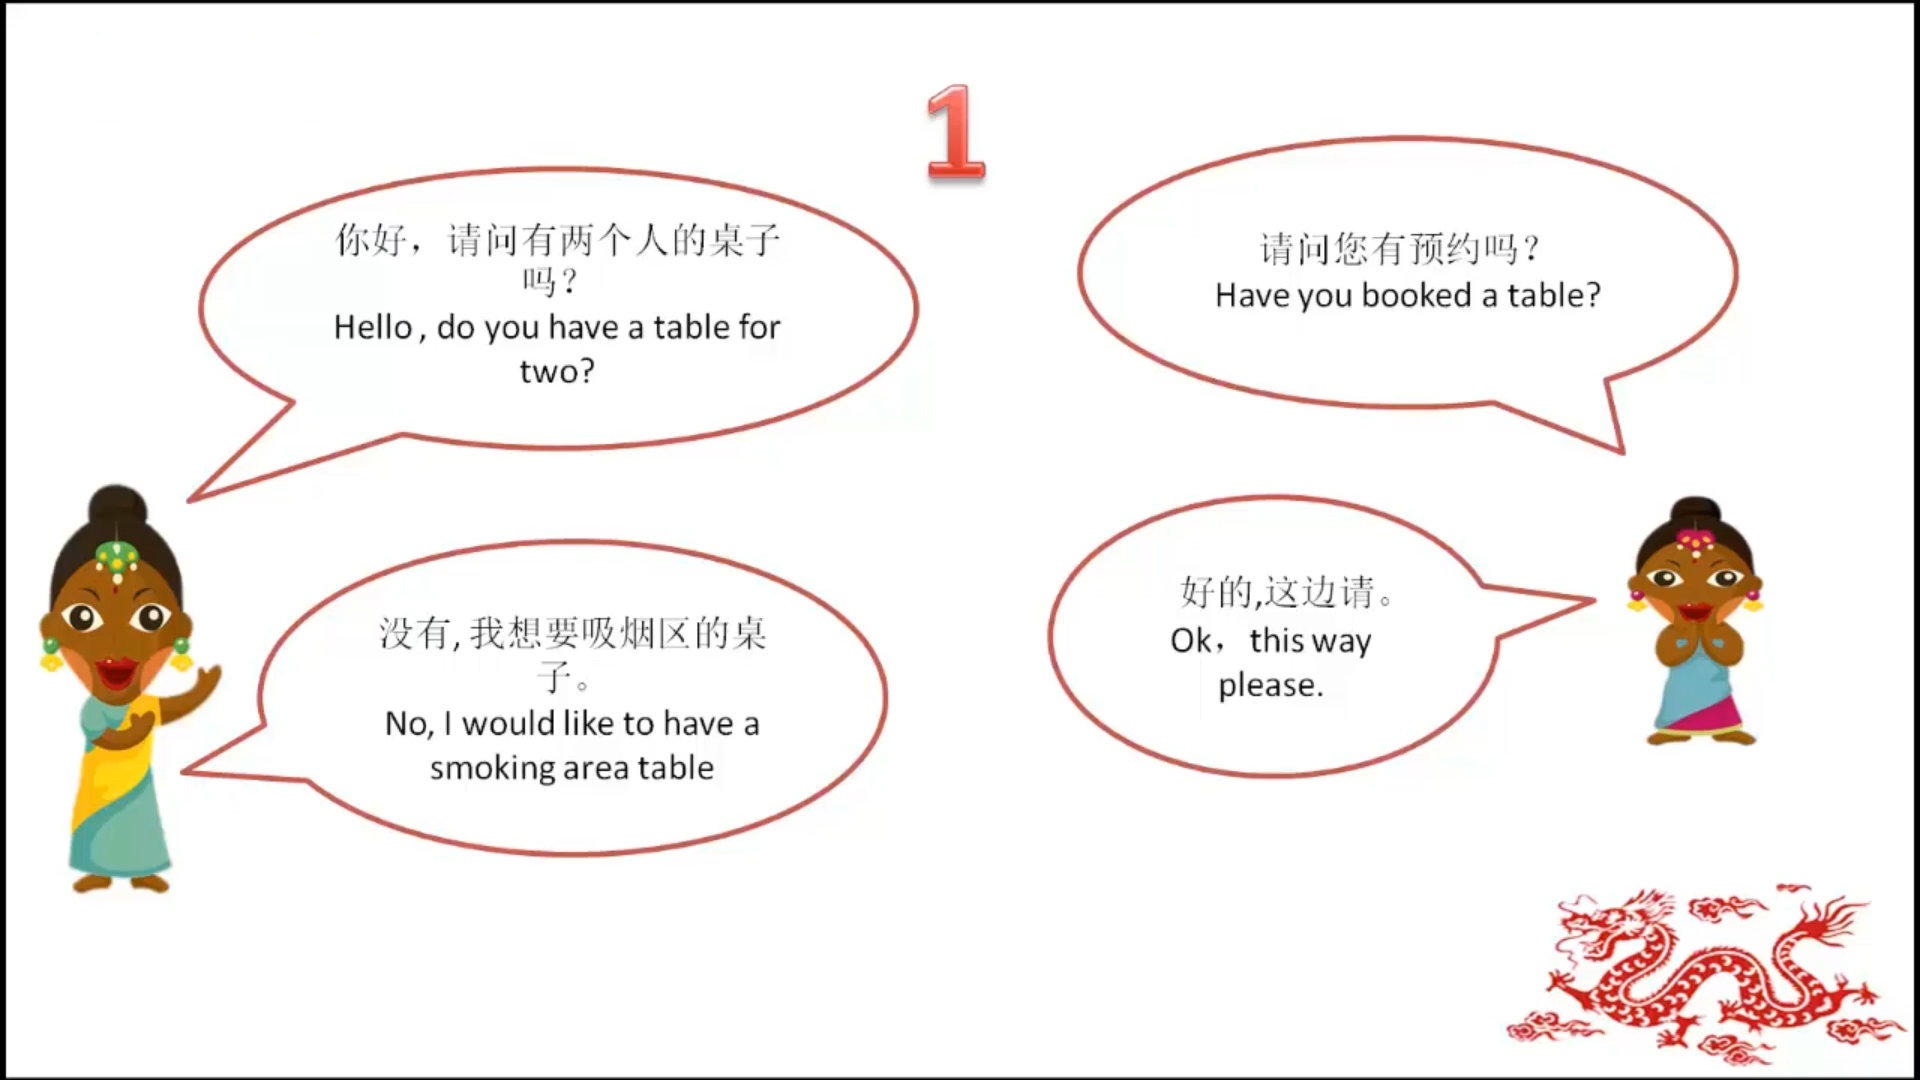 1
你好，请问有两个人的桌子
吗？
Hello , do you have a table for
two?
请问您有预约吗？
Have you booked a table?
没有, 我想要吸烟区的桌
子。
No, I would like to have a
smoking area table
好的,这边请。
Ok，this way
please.